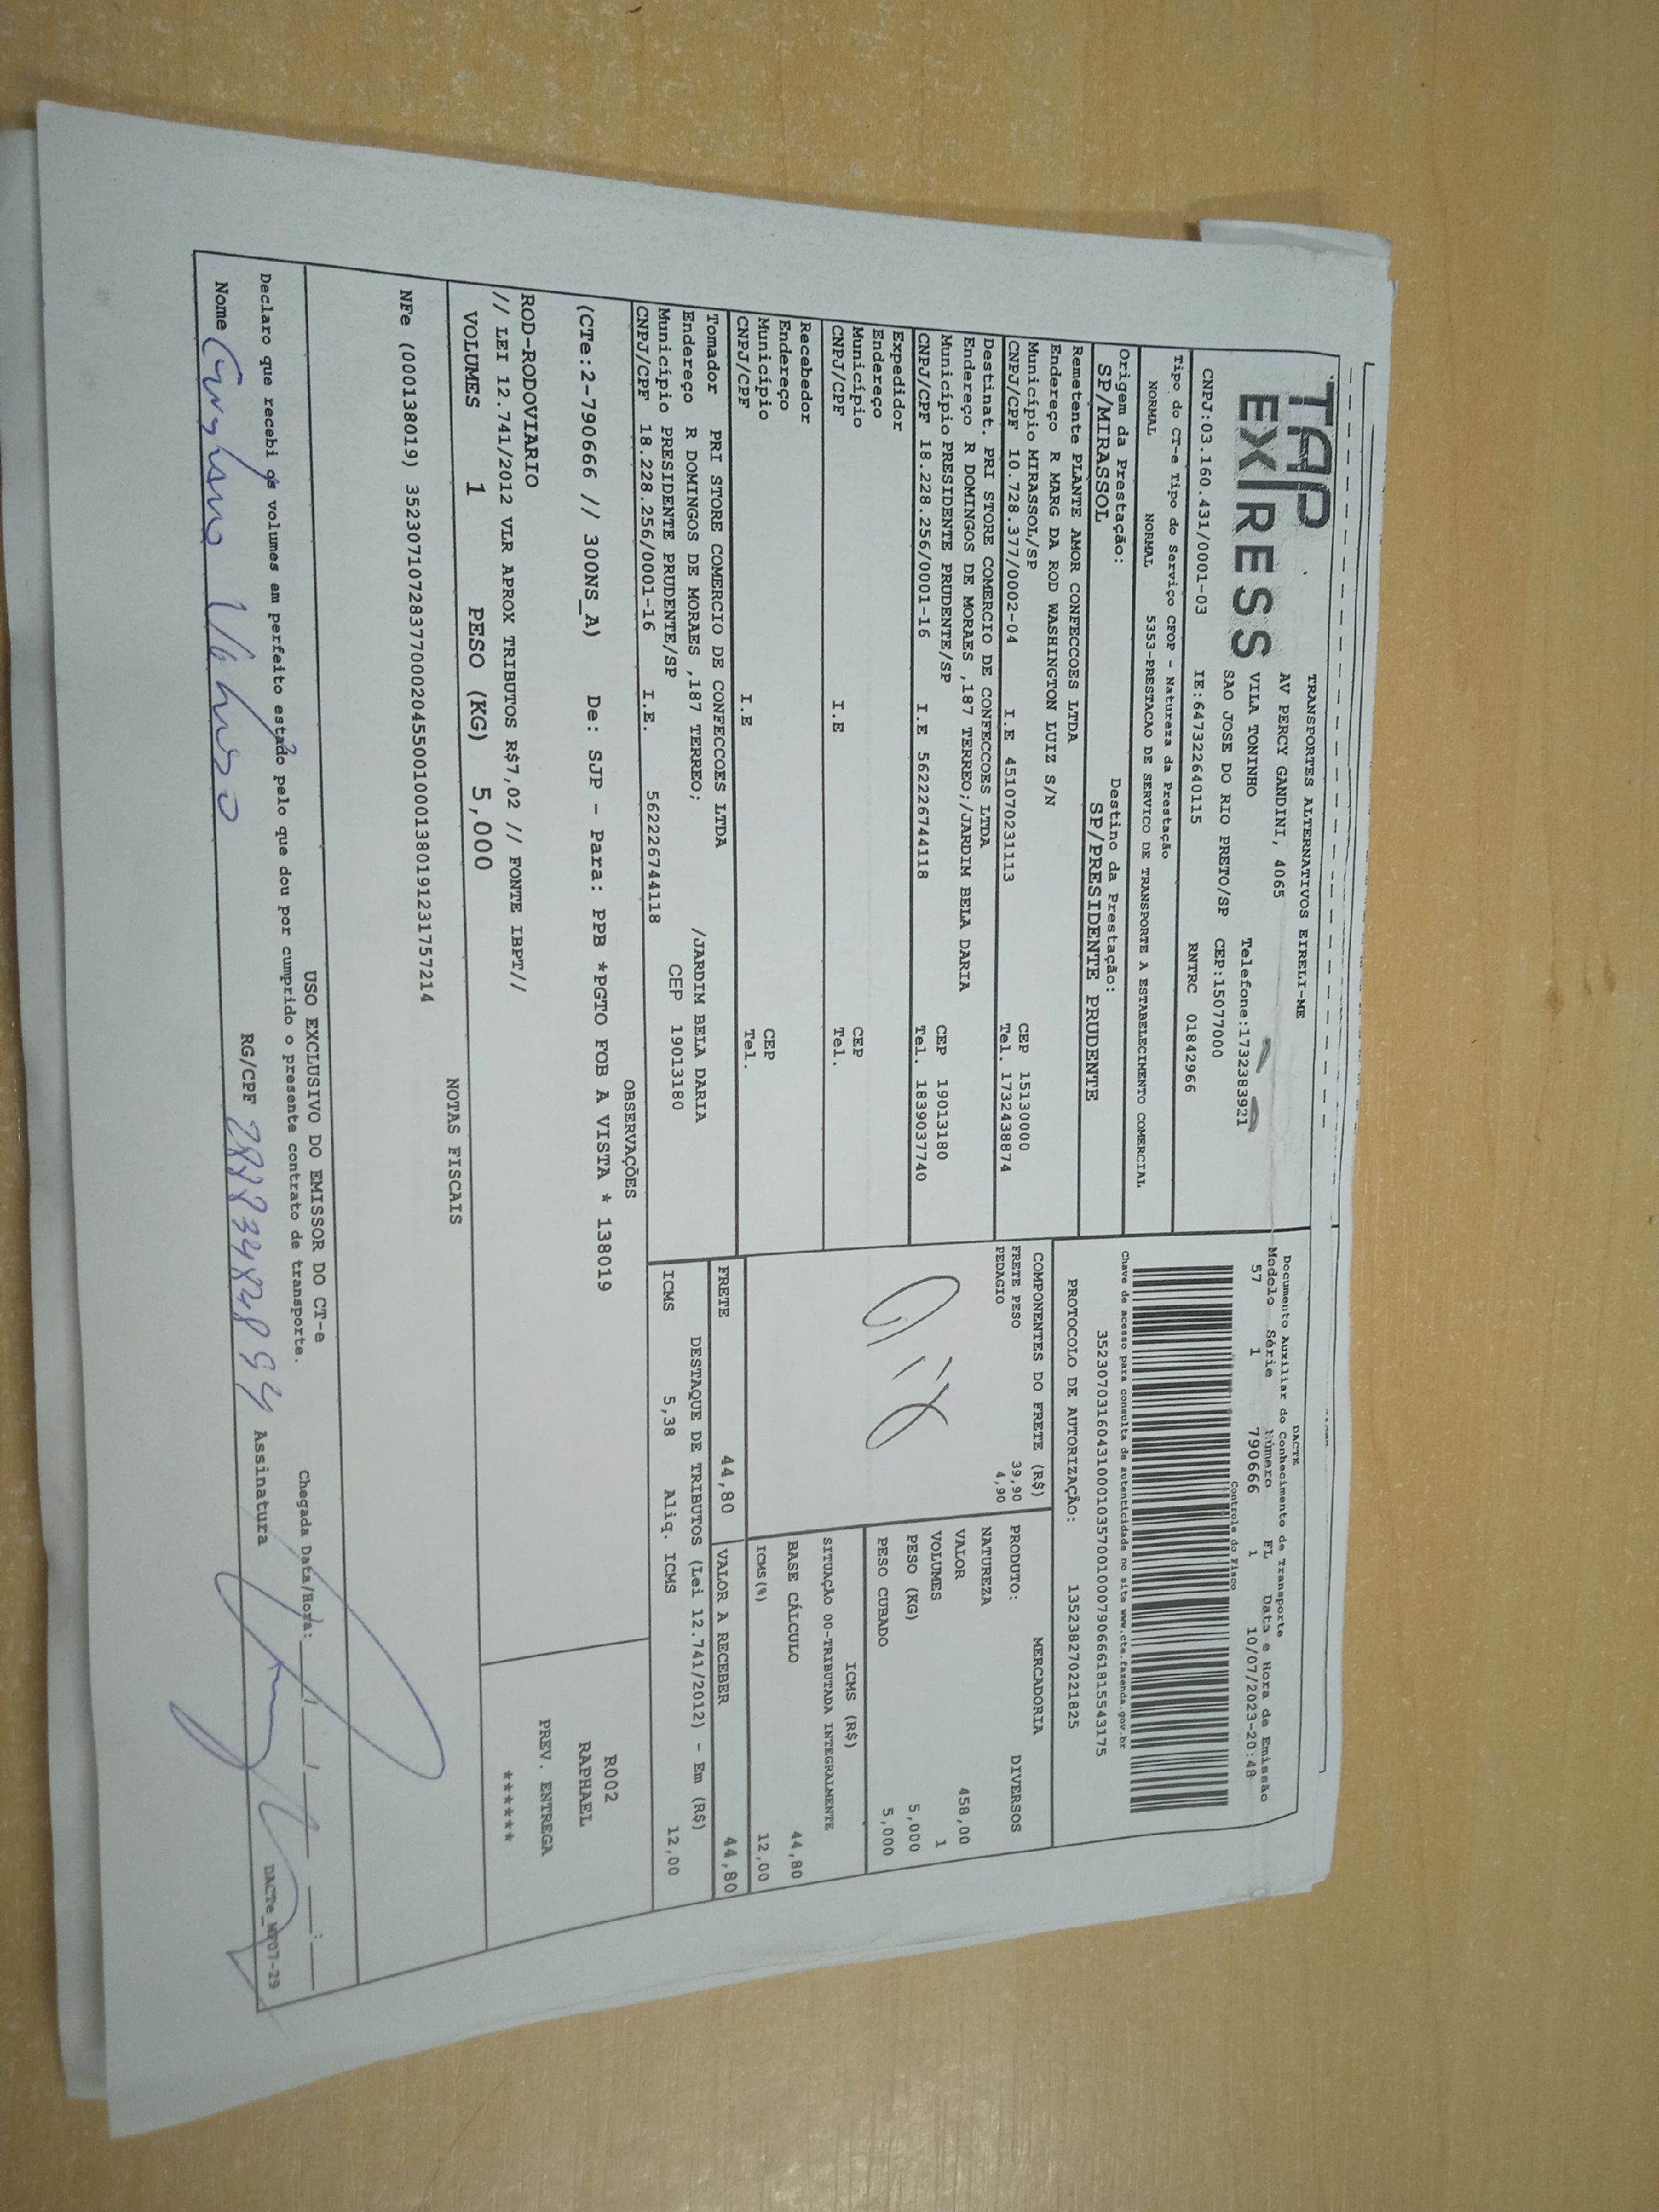 TAP
EXPRESS
TRANSPORTES ALTERNATIVOS EIRELI-ME
AV PERCY GANDINI, 4065
VILA TONINHO Telefone:1732383921
SAO JOSE DO RIO PRETO/SP CEP:15077000
CNPJ:03.160.431/0001-03 IE:647322640115 RNTRC 01842966
DACTE
Documento Auxiliar do Conhecimento de Transporte
Modelo Série Número FL Data e Hora de Emissão
57 1 790666 1 10/07/2023-20:48
Controle do Fisco
Chave de acesso para consulta de autenticidade no site www.cte.fazenda.gov.br
35230703160431000103570010007906661815543175
PROTOCOLO DE AUTORIZAÇÃO: 135238270221825
Tipo do CT-e Tipo do Serviço CFOP - Natureza da Prestação
NORMAL NORMAL 5353-PRESTACAO DE SERVICO DE TRANSPORTE A ESTABELECIMENTO COMERCIAL
Origem da Prestação: Destino da Prestação:
SP/MIRASSOL SP/PRESIDENTE PRUDENTE
Remetente PLANTE AMOR CONFECCOES LTDA
Endereço R MARG DA ROD WASHINGTON LUIZ S/N
Município MIRASSOL/SP CEP 15130000
CNPJ/CPF 10.728.377/0002-04 I.E 451070231113 Tel. 1732438874
Destinat. PRI STORE COMERCIO DE CONFECCOES LTDA
Endereço R DOMINGOS DE MORAES ,187 TERREO;/JARDIM BELA DARIA
Município PRESIDENTE PRUDENTE/SP CEP 19013180
CNPJ/CPF 18.228.256/0001-16 I.E 562226744118 Tel. 1839037740
Expedidor
Endereço
Município CEP
CNPJ/CPF I.E Tel.
Recebedor
Endereço
Município CEP
CNPJ/CPF I.E Tel.
Tomador PRI STORE COMERCIO DE CONFECCOES LTDA
Endereço R DOMINGOS DE MORAES ,187 TERREO; /JARDIM BELA DARIA
Município PRESIDENTE PRUDENTE/SP CEP 19013180
CNPJ/CPF 18.228.256/0001-16 I.E. 562226744118
COMPONENTES DO FRETE (R$)
FRETE PESO 39,90
PEDAGIO 4,90
MERCADORIA
PRODUTO: DIVERSOS
NATUREZA
VALOR 458,00
VOLUMES 1
PESO (KG) 5,000
PESO CUBADO 5,000
ICMS (R$)
SITUAÇÃO 00-TRIBUTADA INTEGRALMENTE
BASE CÁLCULO 44,80
ICMS(%) 12,00
FRETE 44,80 VALOR A RECEBER 44,80
DESTAQUE DE TRIBUTOS (Lei 12.741/2012) - Em (R$)
ICMS 5,38 Aliq. ICMS 12,00
OBSERVAÇÕES
(CTe:2-790666 // 300NS_A) De: SJP - Para: PPB *PGTO FOB A VISTA * 138019
ROD-RODOVIARIO
// LEI 12.741/2012 VLR APROX TRIBUTOS R$7,02 // FONTE IBPT//
R002
RAPHAEL
PREV. ENTREGA
******
VOLUMES 1 PESO (KG) 5,000
NOTAS FISCAIS
NFe (000138019) 35230710728377000204550010001380191231757214
USO EXCLUSIVO DO EMISSOR DO CT-e
Declaro que recebi os volumes em perfeito estado pelo que dou por cumprido o presente contrato de transporte.
Chegada Data/Hora: ____/____/____ ____:____
Nome RG/CPF Assinatura
DACTe_MP07-29